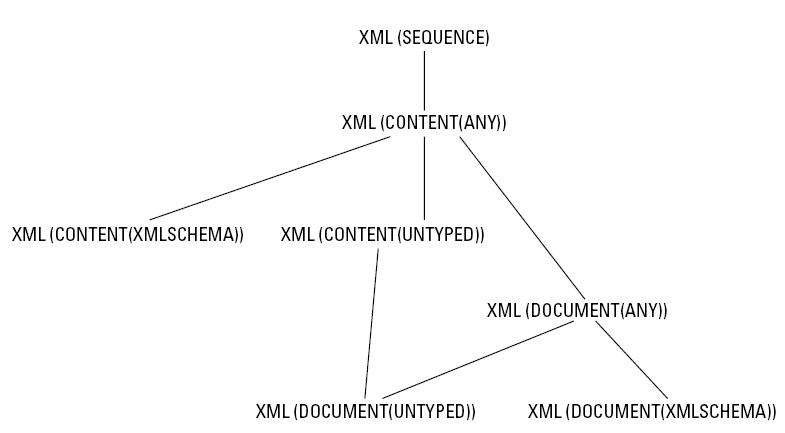 XML (SEQUENCE)
XML (CONTENT(ANY))
XML (CONTENT(XMLSCHEMA))
XML (CONTENT(UNTYPED))
XML (DOCUMENT(ANY))
XML (DOCUMENT(UNTYPED))
XML (DOCUMENT(XMLSCHEMA))